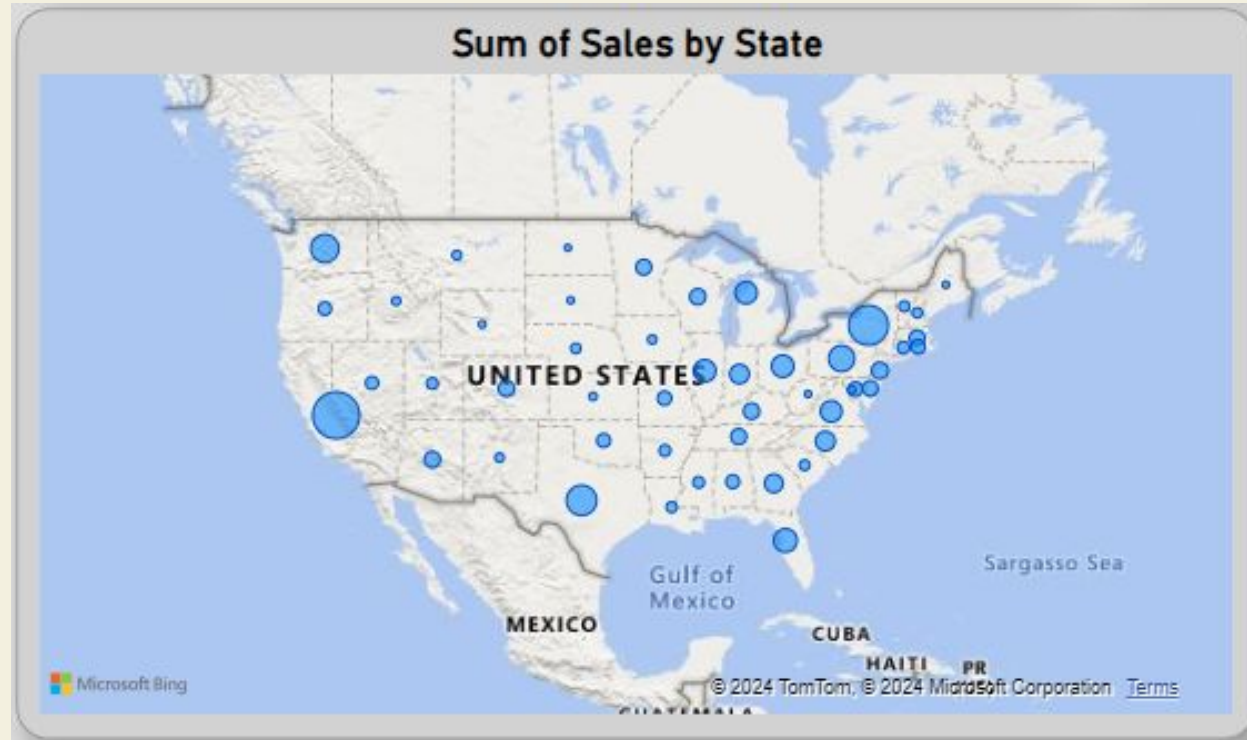 Sum of Sales by State
UNITED STATES
Gulf of
Mexico
Sargasso Sea
MEXICO
CUBA
HAITI
PR
Microsoft Bing
© 2024 TomTom, © 2024 Microsoft Corporation
Terms
GUATEMALA